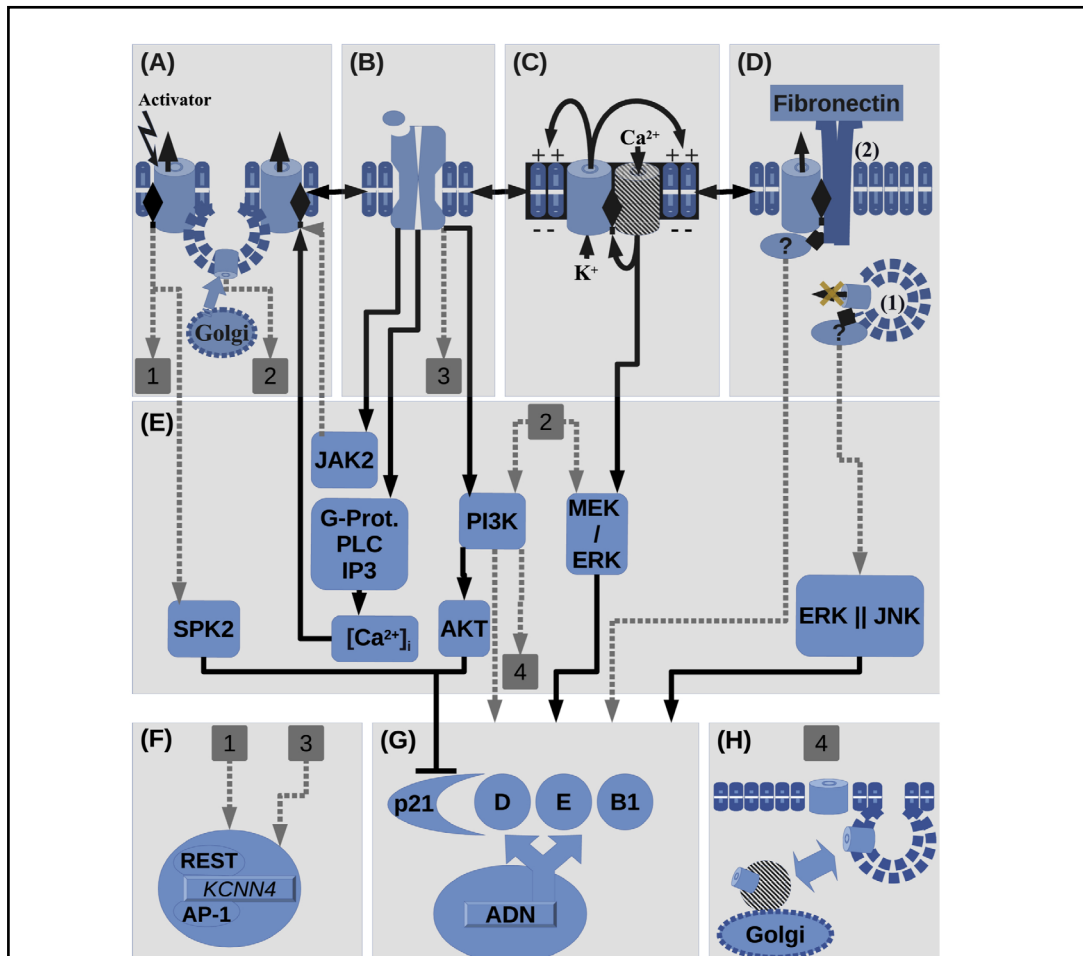 (A)
Activator
Golgi
1
2
(B)
3
(C)
Ca²⁺
+ +
+ +
- -
- -
K⁺
(D)
Fibronectin
(2)
?
(1)
?
(E)
2
JAK2
G-Prot.
PLC
IP3
PI3K
MEK
/
ERK
SPK2
[Ca²⁺]ᵢ
AKT
4
ERK || JNK
(F)
1
3
REST
KCNN4
AP-1
(G)
p21
D
E
B1
ADN
(H)
4
Golgi